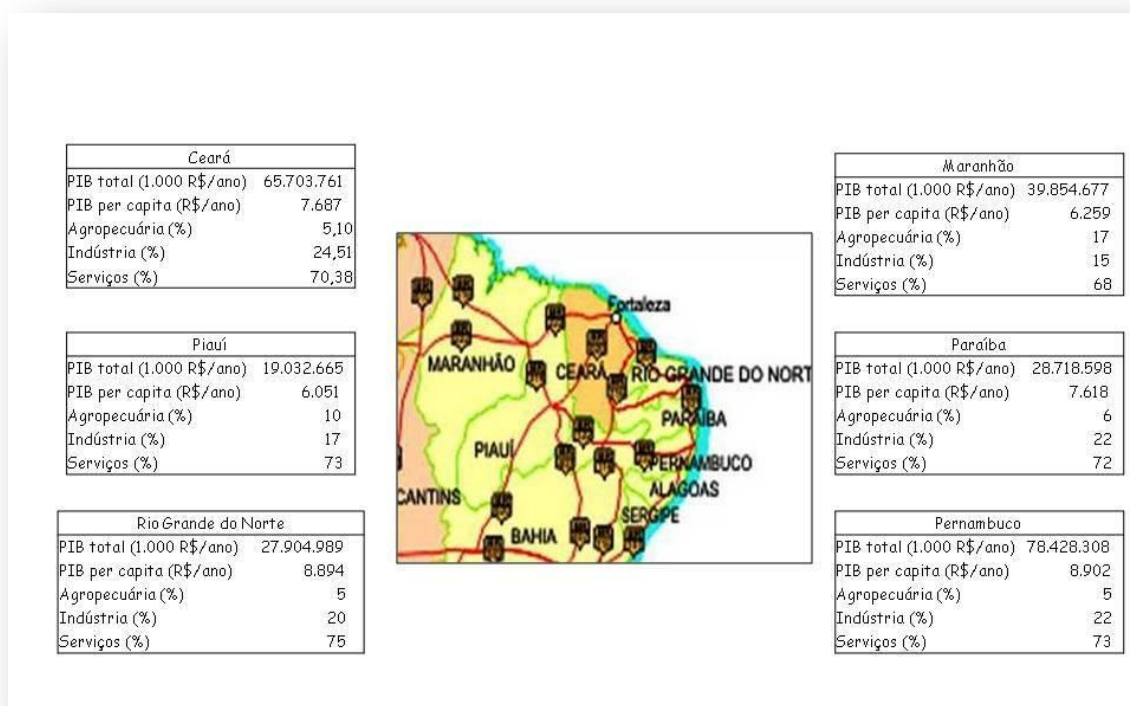 Ceará
PIB total (1.000 R$/ano) 65.703.761
PIB per capita (R$/ano) 7.687
Agropecuária (%) 5,10
Indústria (%) 24,51
Serviços (%) 70,38
Piauí
PIB total (1.000 R$/ano) 19.032.665
PIB per capita (R$/ano) 6.051
Agropecuária (%) 10
Indústria (%) 17
Serviços (%) 73
Rio Grande do Norte
PIB total (1.000 R$/ano) 27.904.989
PIB per capita (R$/ano) 8.894
Agropecuária (%) 5
Indústria (%) 20
Serviços (%) 75
Fortaleza
MARANHÃO
CEARÁ
RIO GRANDE DO NORT
PARAÍBA
PIAUÍ
PERNAMBUCO
CANTINS
ALAGOAS
SERGIPE
BAHIA
Maranhão
PIB total (1.000 R$/ano) 39.854.677
PIB per capita (R$/ano) 6.259
Agropecuária (%) 17
Indústria (%) 15
Serviços (%) 68
Paraíba
PIB total (1.000 R$/ano) 28.718.598
PIB per capita (R$/ano) 7.618
Agropecuária (%) 6
Indústria (%) 22
Serviços (%) 72
Pernambuco
PIB total (1.000 R$/ano) 78.428.308
PIB per capita (R$/ano) 8.902
Agropecuária (%) 5
Indústria (%) 22
Serviços (%) 73